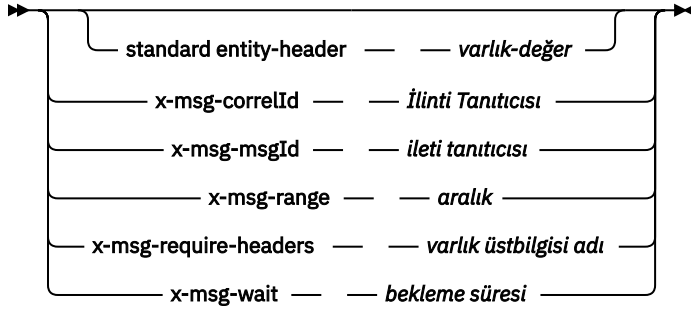 standard entity-header — — varlık-değer
x-msg-correlId — — İlinti Tanıtıcısı
x-msg-msgId — — ileti tanıtıcısı
x-msg-range — — aralık
x-msg-require-headers — — varlık üstbilgisi adı
x-msg-wait — — bekleme süresi